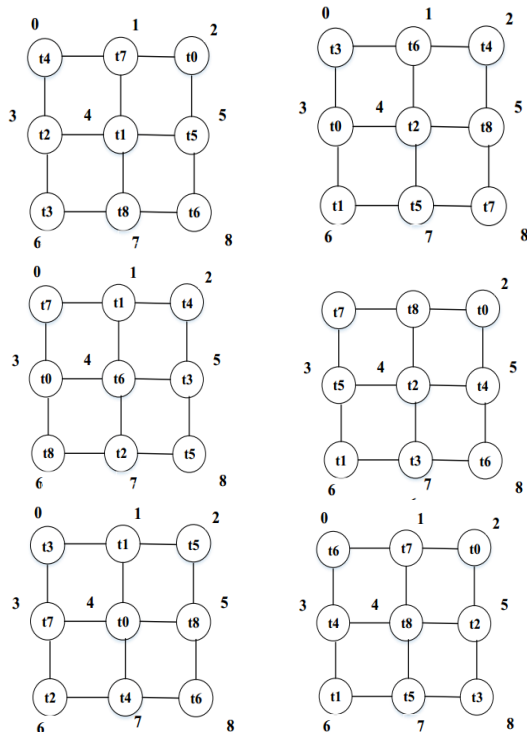 0 1 2
t4 t7 t0
3 4 5
t2 t1 t5
t3 t8 t6
6 7 8
0 1 2
t3 t6 t4
3 4 5
t0 t2 t8
t1 t5 t7
6 7 8
0 1 2
t7 t1 t4
3 4 5
t0 t6 t3
t8 t2 t5
6 7 8
2
t7 t8 t0
3 4 5
t5 t2 t4
t1 t3 t6
6 7 8
0 1 2
t3 t1 t5
3 4 5
t7 t0 t8
t2 t4 t6
6 7 8
0 1 2
t6 t7 t0
3 4 5
t4 t8 t2
t1 t5 t3
6 7 8